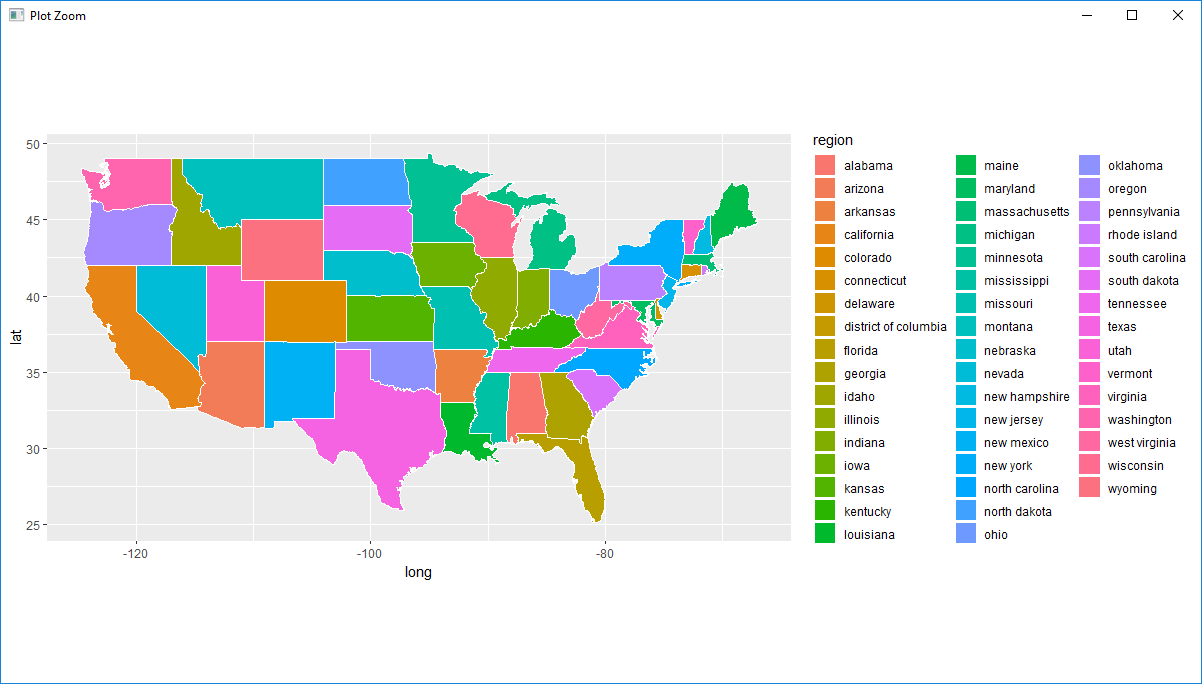 Plot Zoom
50
45
40
35
30
25
lat
-120
-100
-80
long
region
alabama
arizona
arkansas
california
colorado
connecticut
delaware
district of columbia
florida
georgia
idaho
illinois
indiana
iowa
kansas
kentucky
louisiana
maine
maryland
massachusetts
michigan
minnesota
mississippi
missouri
montana
nebraska
nevada
new hampshire
new jersey
new mexico
new york
north carolina
north dakota
ohio
oklahoma
oregon
pennsylvania
rhode island
south carolina
south dakota
tennessee
texas
utah
vermont
virginia
washington
west virginia
wisconsin
wyoming